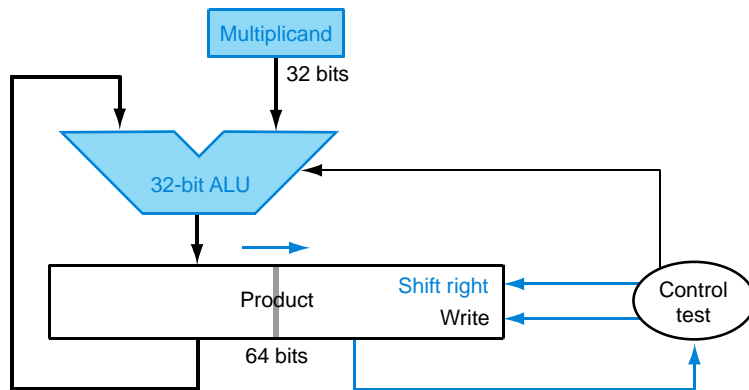 Multiplicand
32 bits
32-bit ALU
Product
Shift right
Write
64 bits
Control
test